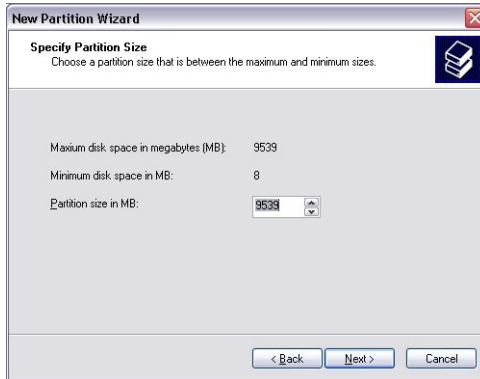 New Partition Wizard
Specify Partition Size
Choose a partition size that is between the maximum and minimum sizes.
Maxium disk space in megabytes (MB): 9539
Minimum disk space in MB: 8
Partition size in MB: 9539
< Back Next > Cancel